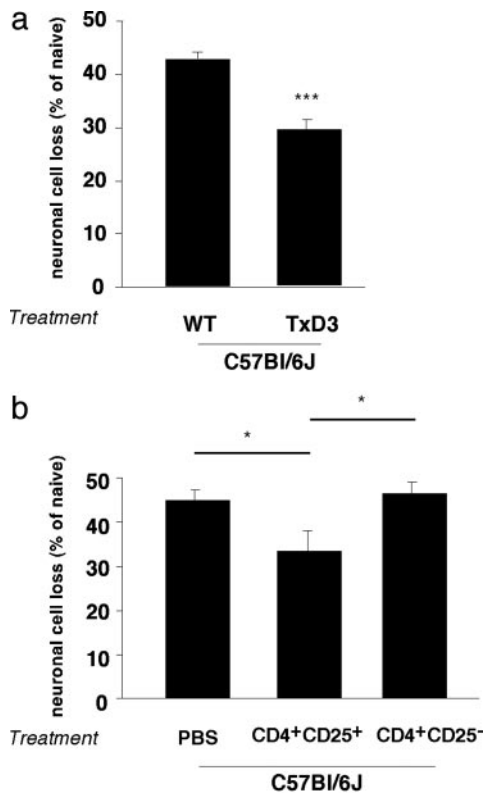 a
neuronal cell loss (% of naive)
50
40
30
20
10
0
***
Treatment
WT TxD3
C57Bl/6J
b
* *
neuronal cell loss (% of naive)
50
40
30
20
10
0
Treatment
PBS CD4+CD25+ CD4+CD25−
C57Bl/6J